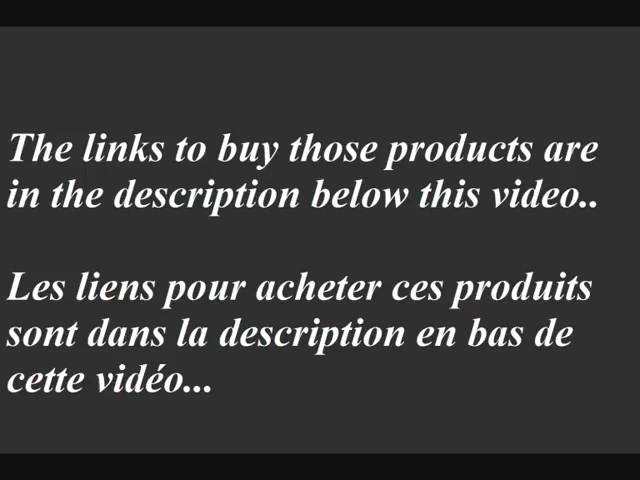 The links to buy those products are
in the description below this video..
Les liens pour acheter ces produits
sont dans la description en bas de
cette vidéo...